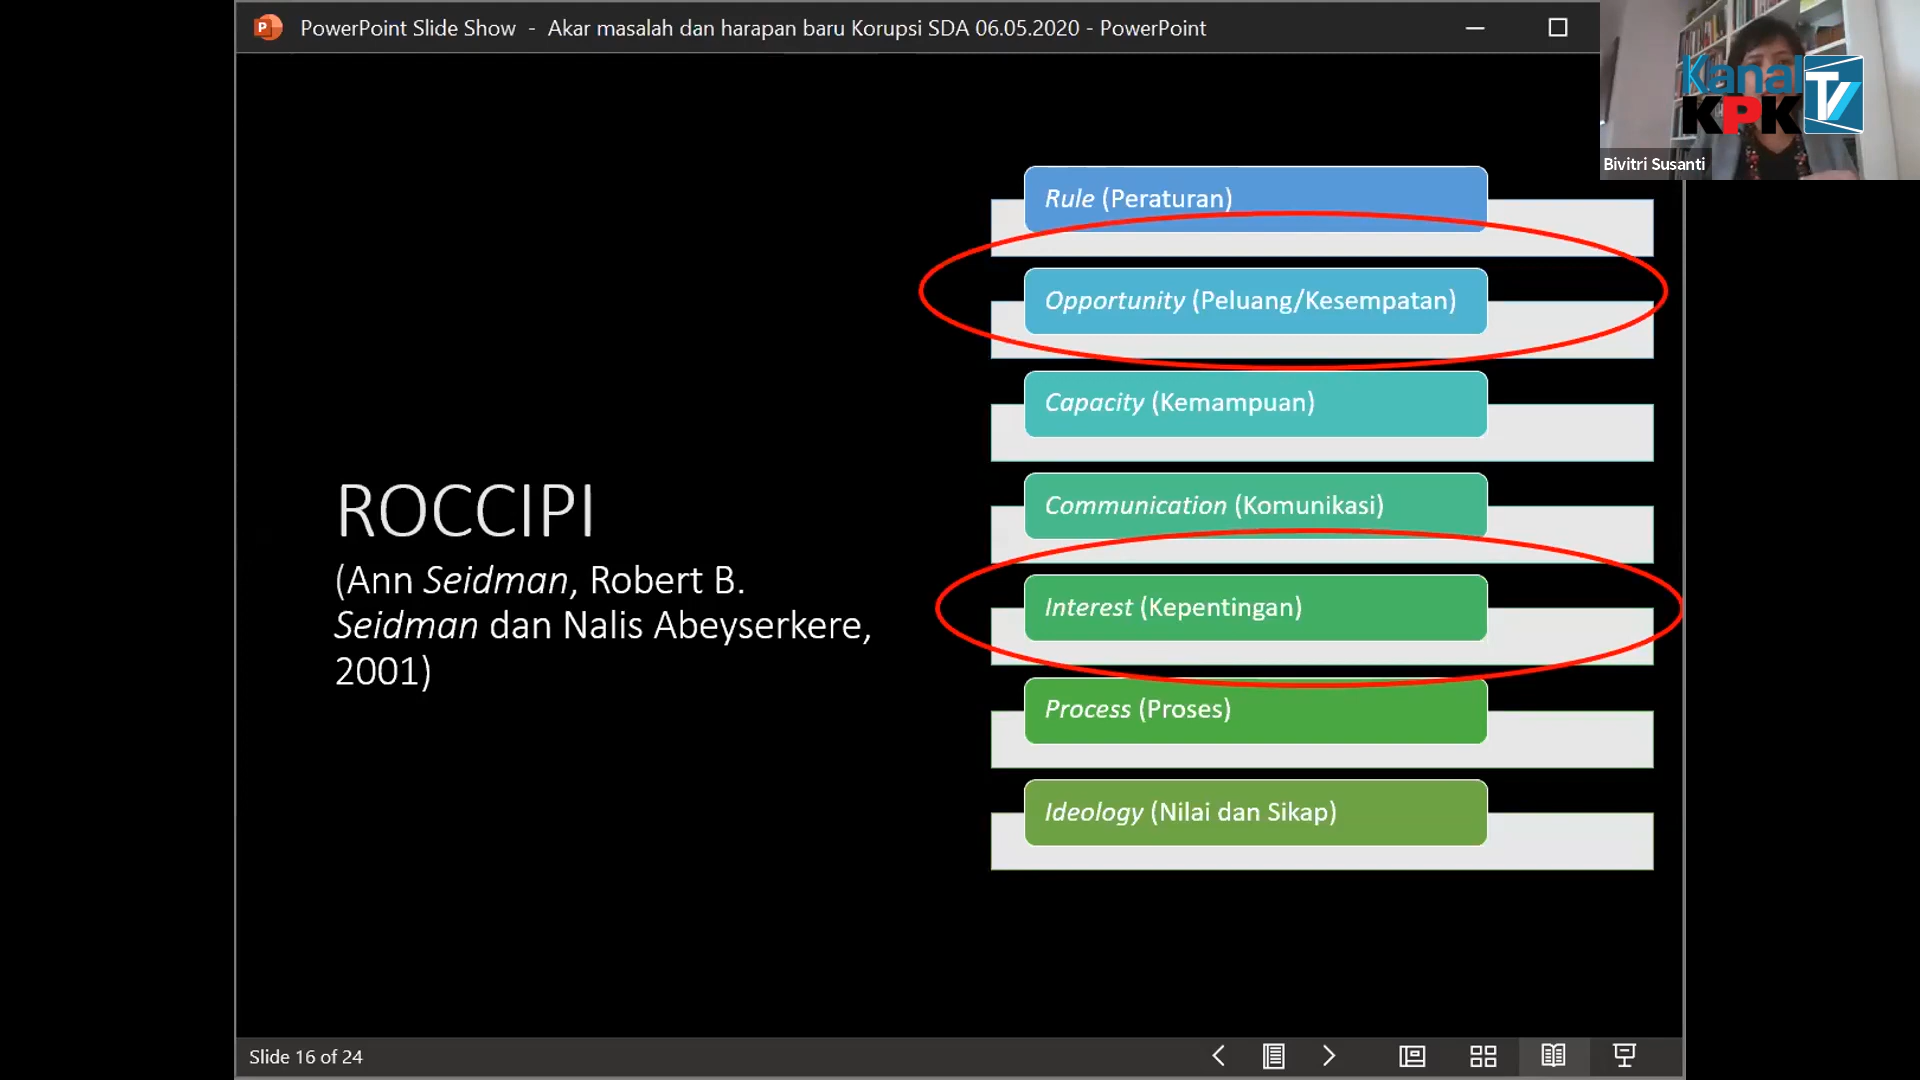 PowerPoint Slide Show - Akar masalah dan harapan baru Korupsi SDA 06.05.2020 - PowerPoint
Kanal
KPK TV
Bivitri Susanti
ROCCIPI
(Ann Seidman, Robert B.
Seidman dan Nalis Abeyserkere,
2001)
Rule (Peraturan)
Opportunity (Peluang/Kesempatan)
Capacity (Kemampuan)
Communication (Komunikasi)
Interest (Kepentingan)
Process (Proses)
Ideology (Nilai dan Sikap)
Slide 16 of 24